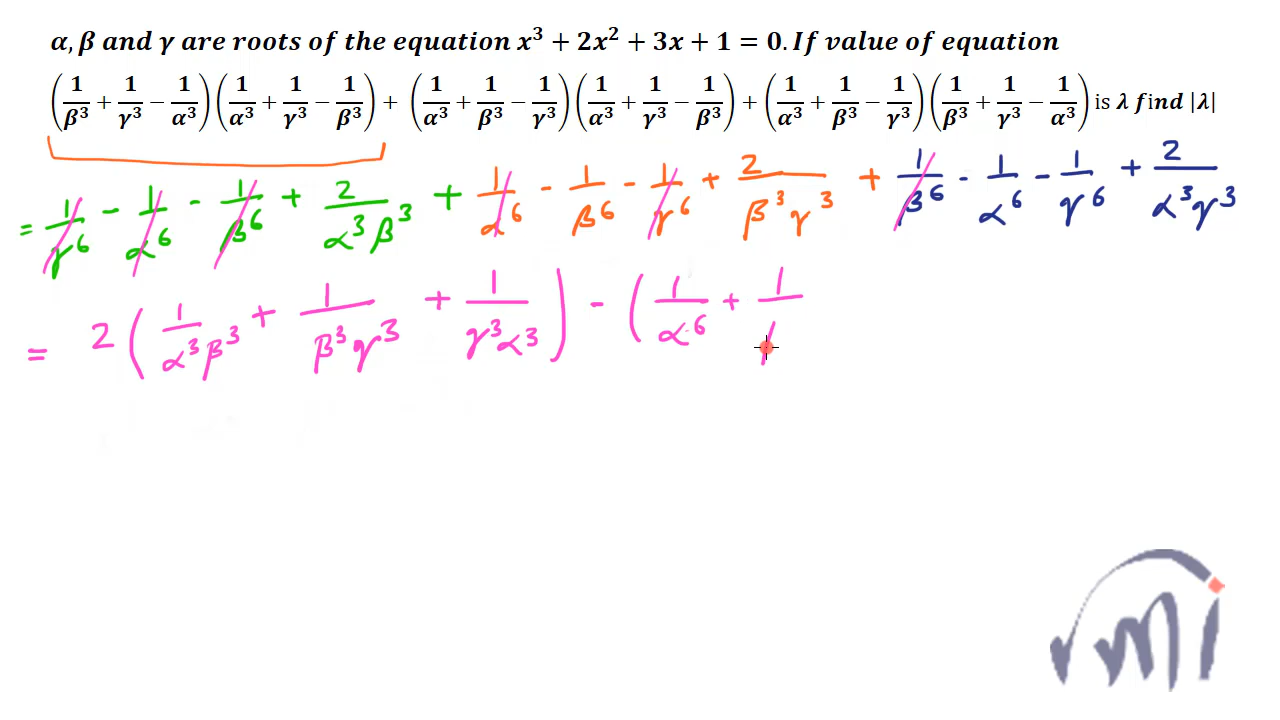 α, β and γ are roots of the equation x³ + 2x² + 3x + 1 = 0. If value of equation
(1/β³ + 1/γ³ − 1/α³)(1/α³ + 1/γ³ − 1/β³) + (1/α³ + 1/β³ − 1/γ³)(1/α³ + 1/γ³ − 1/β³) + (1/α³ + 1/β³ − 1/γ³)(1/β³ + 1/γ³ − 1/α³) is λ find |λ|
= 1/γ⁶ − 1/α⁶ − 1/β⁶ + 2/α³β³ + 1/α⁶ − 1/β⁶ − 1/γ⁶ + 2/β³γ³ + 1/β⁶ − 1/α⁶ − 1/γ⁶ + 2/α³γ³
= 2(1/α³β³ + 1/β³γ³ + 1/γ³α³) − (1/α⁶ + 1/
rmi